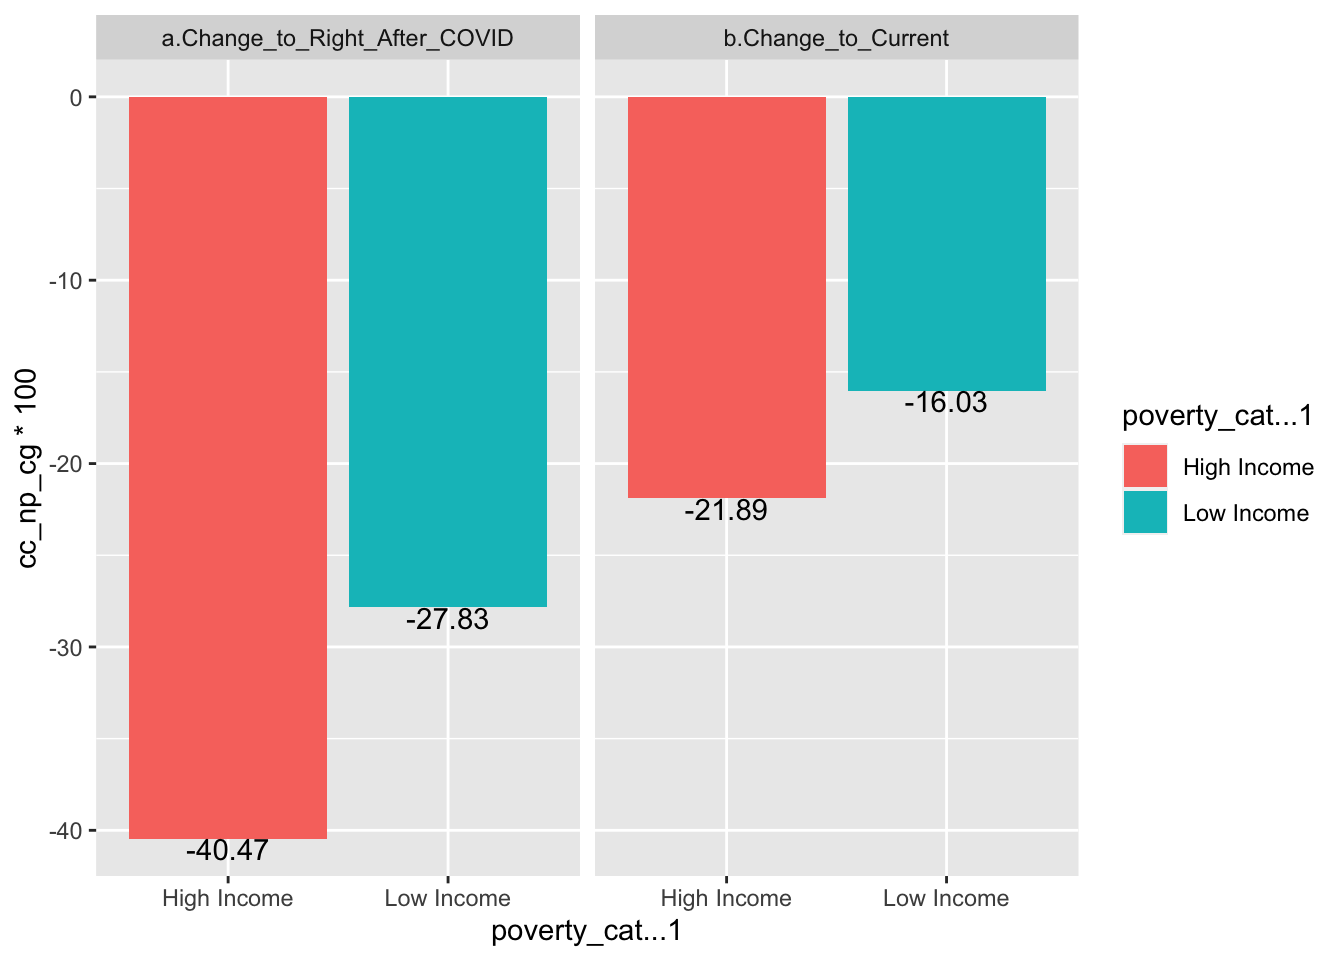 a.Change_to_Right_After_COVID
b.Change_to_Current
cc_np_cg * 100
0
-10
-20
-30
-40
-40.47
-27.83
-21.89
-16.03
High Income
Low Income
High Income
Low Income
poverty_cat...1
poverty_cat...1
High Income
Low Income